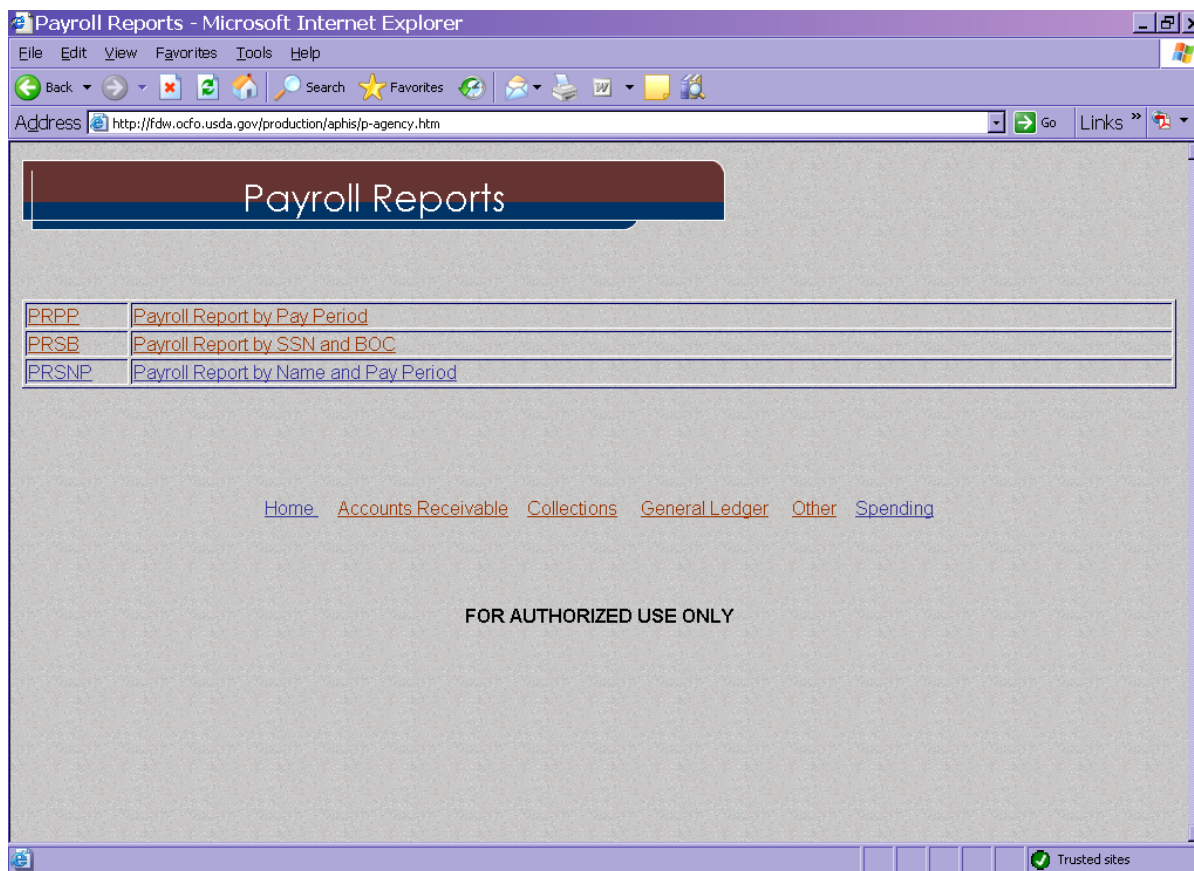 Payroll Reports - Microsoft Internet Explorer
File Edit View Favorites Tools Help
Back Search Favorites
Address http://fdw.ocfo.usda.gov/production/aphis/p-agency.htm Go Links »
Payroll Reports
PRPP Payroll Report by Pay Period
PRSB Payroll Report by SSN and BOC
PRSNP Payroll Report by Name and Pay Period
Home Accounts Receivable Collections General Ledger Other Spending
FOR AUTHORIZED USE ONLY
Trusted sites